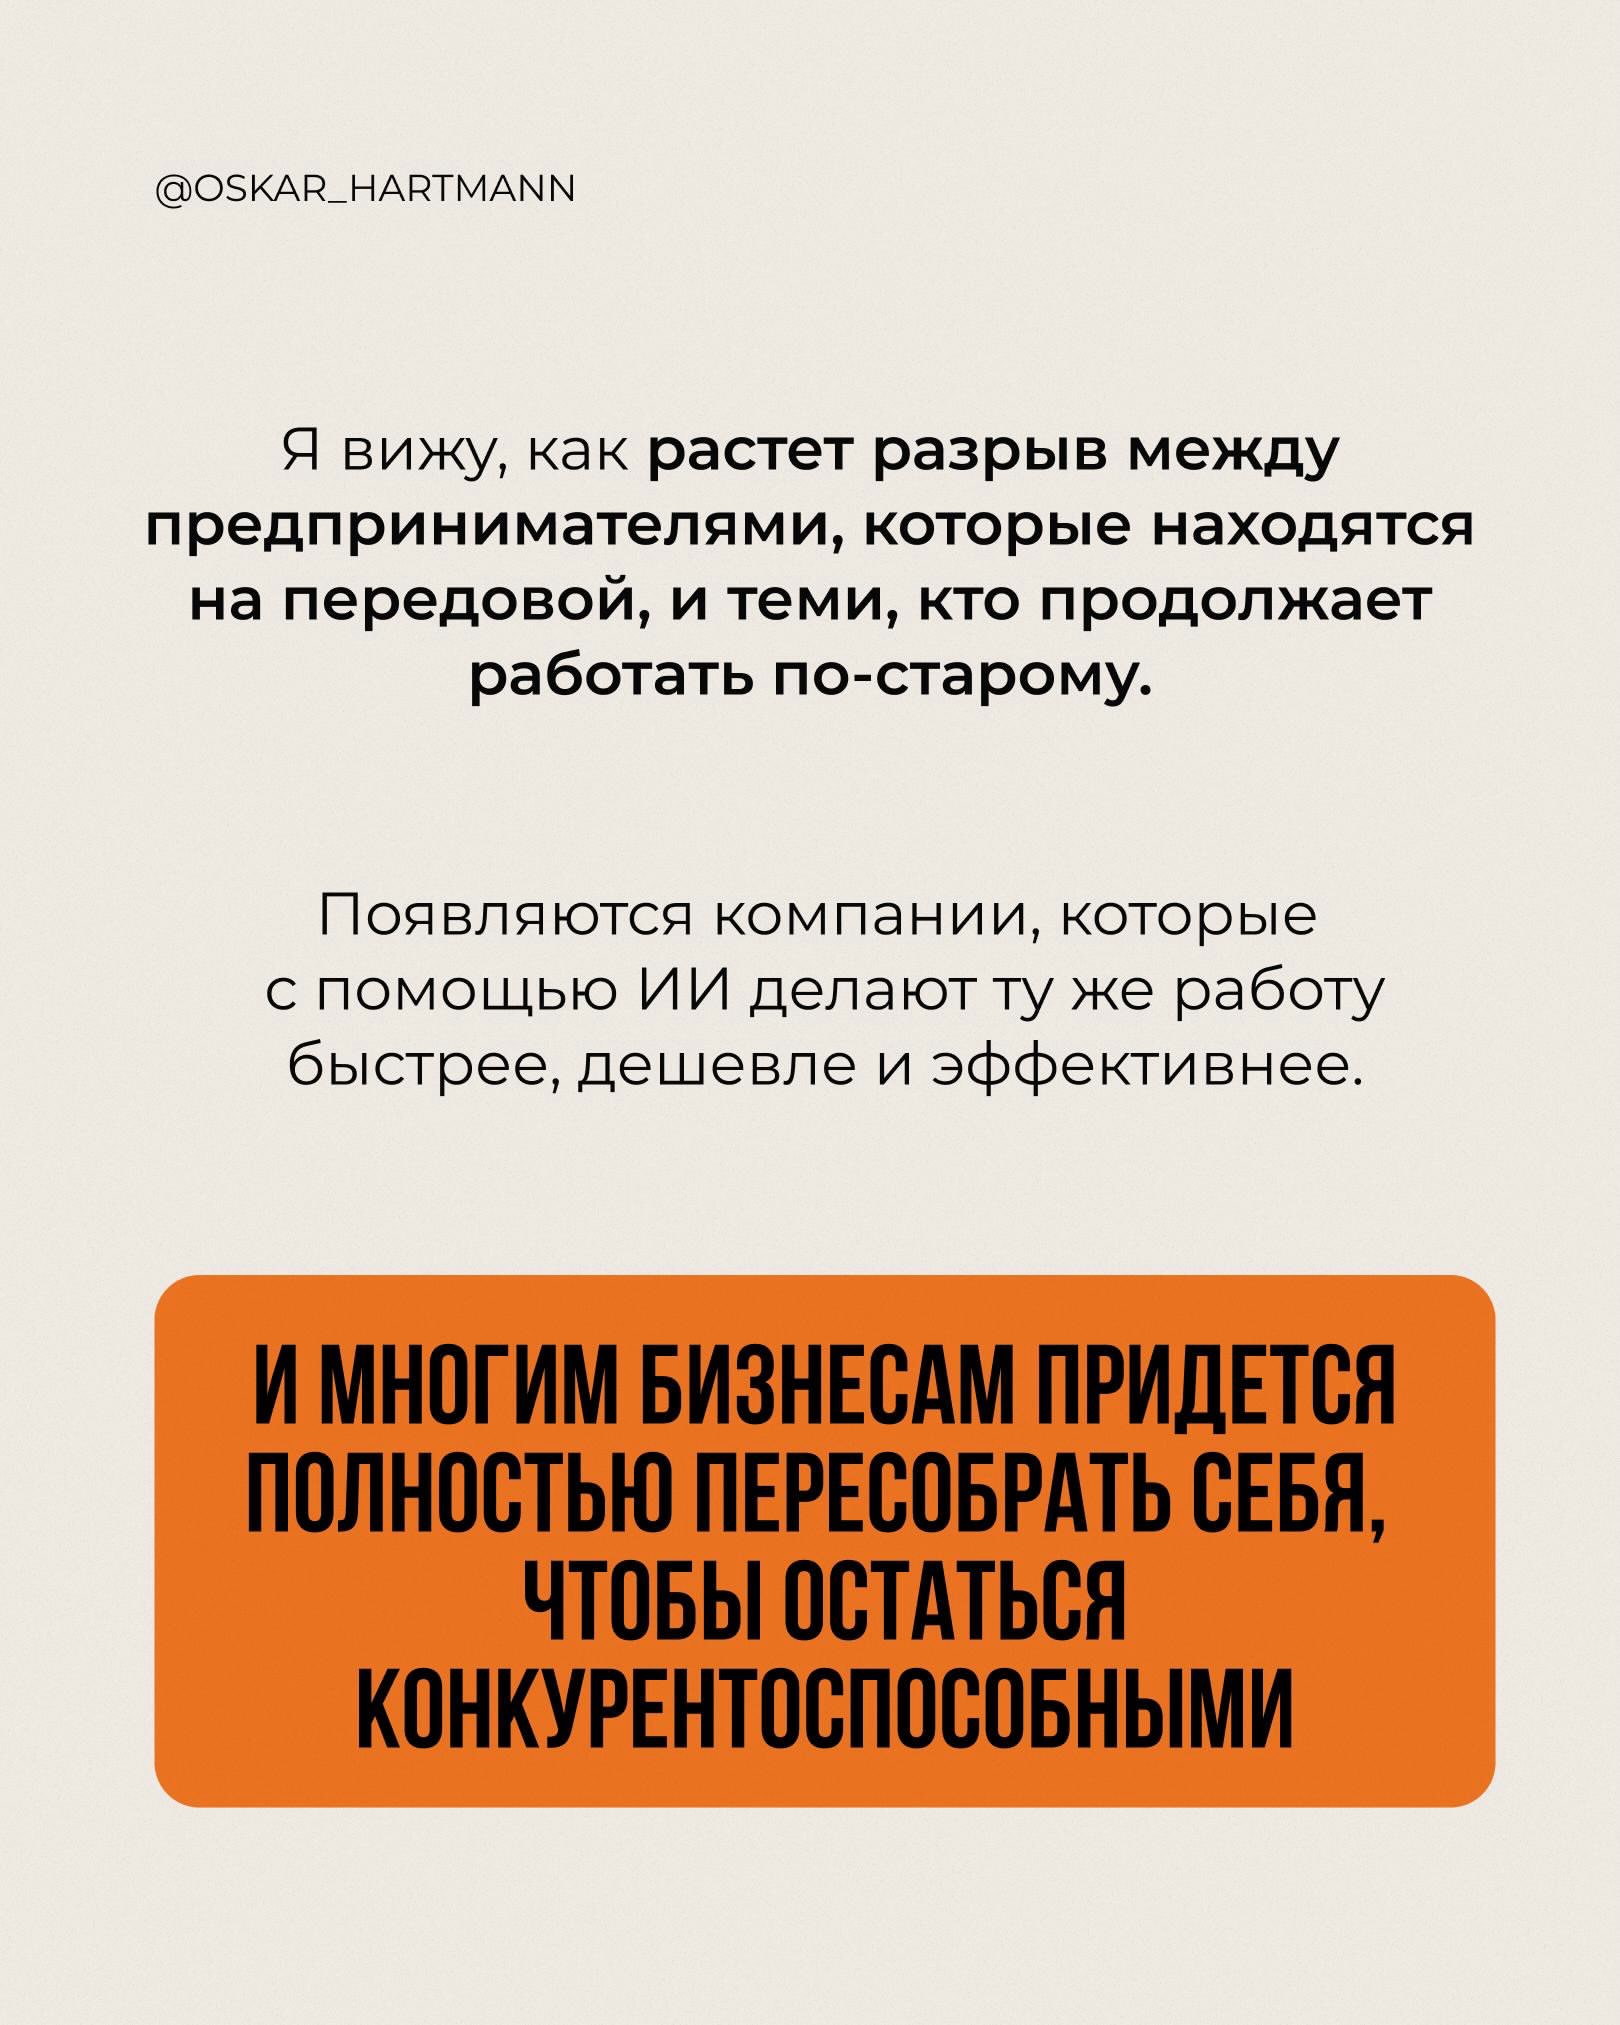 @OSKAR_HARTMANN
Я вижу, как растет разрыв между
предпринимателями, которые находятся
на передовой, и теми, кто продолжает
работать по-старому.
Появляются компании, которые
с помощью ИИ делают ту же работу
быстрее, дешевле и эффективнее.
И МНОГИМ БИЗНЕСАМ ПРИДЕТСЯ
ПОЛНОСТЬЮ ПЕРЕСОБРАТЬ СЕБЯ,
ЧТОБЫ ОСТАТЬСЯ
КОНКУРЕНТОСПОСОБНЫМИ